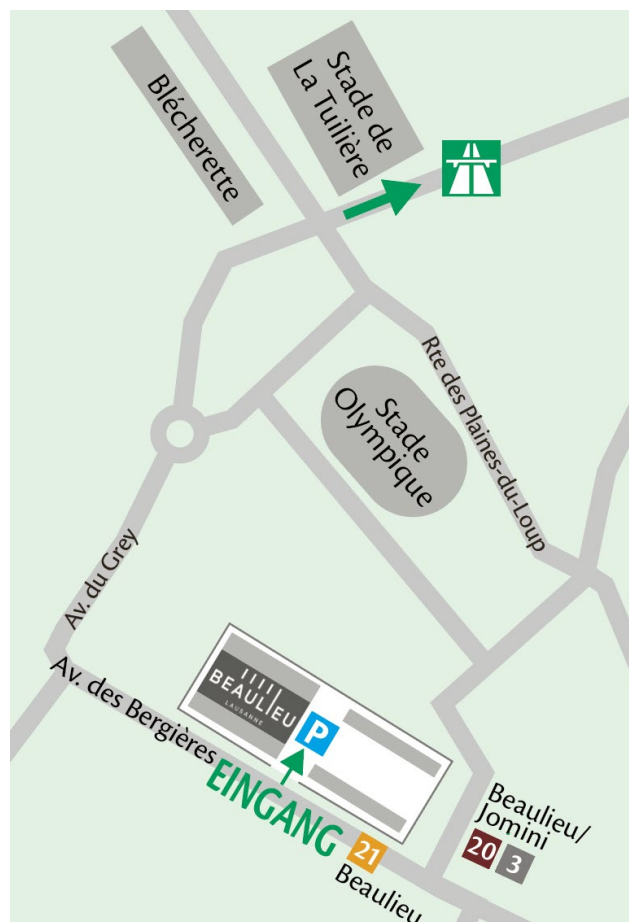 Blécherette
Stade de
La Tuilière
Rte des Plaines-du-Loup
Stade
Olympique
Av. du Grey
Av. des Bergières
BEAULIEU
LAUSANNE
P
EINGANG
21
Beaulieu
Beaulieu/
Jomini
20 3